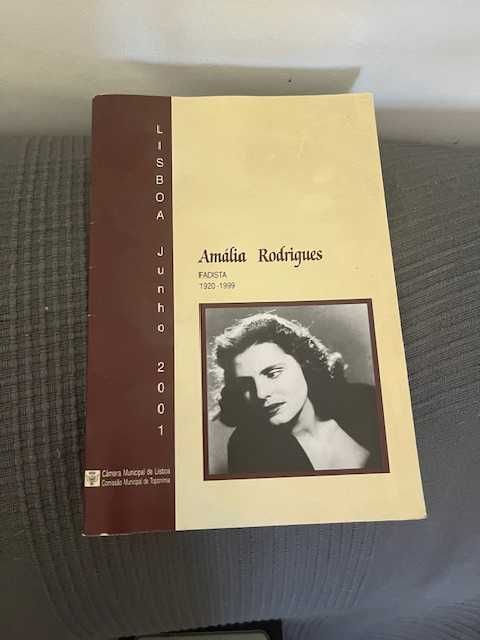 LISBOA Junho 2001
Amália Rodrigues
FADISTA
1920-1999
Câmara Municipal de Lisboa
Comissão Municipal de Toponímia